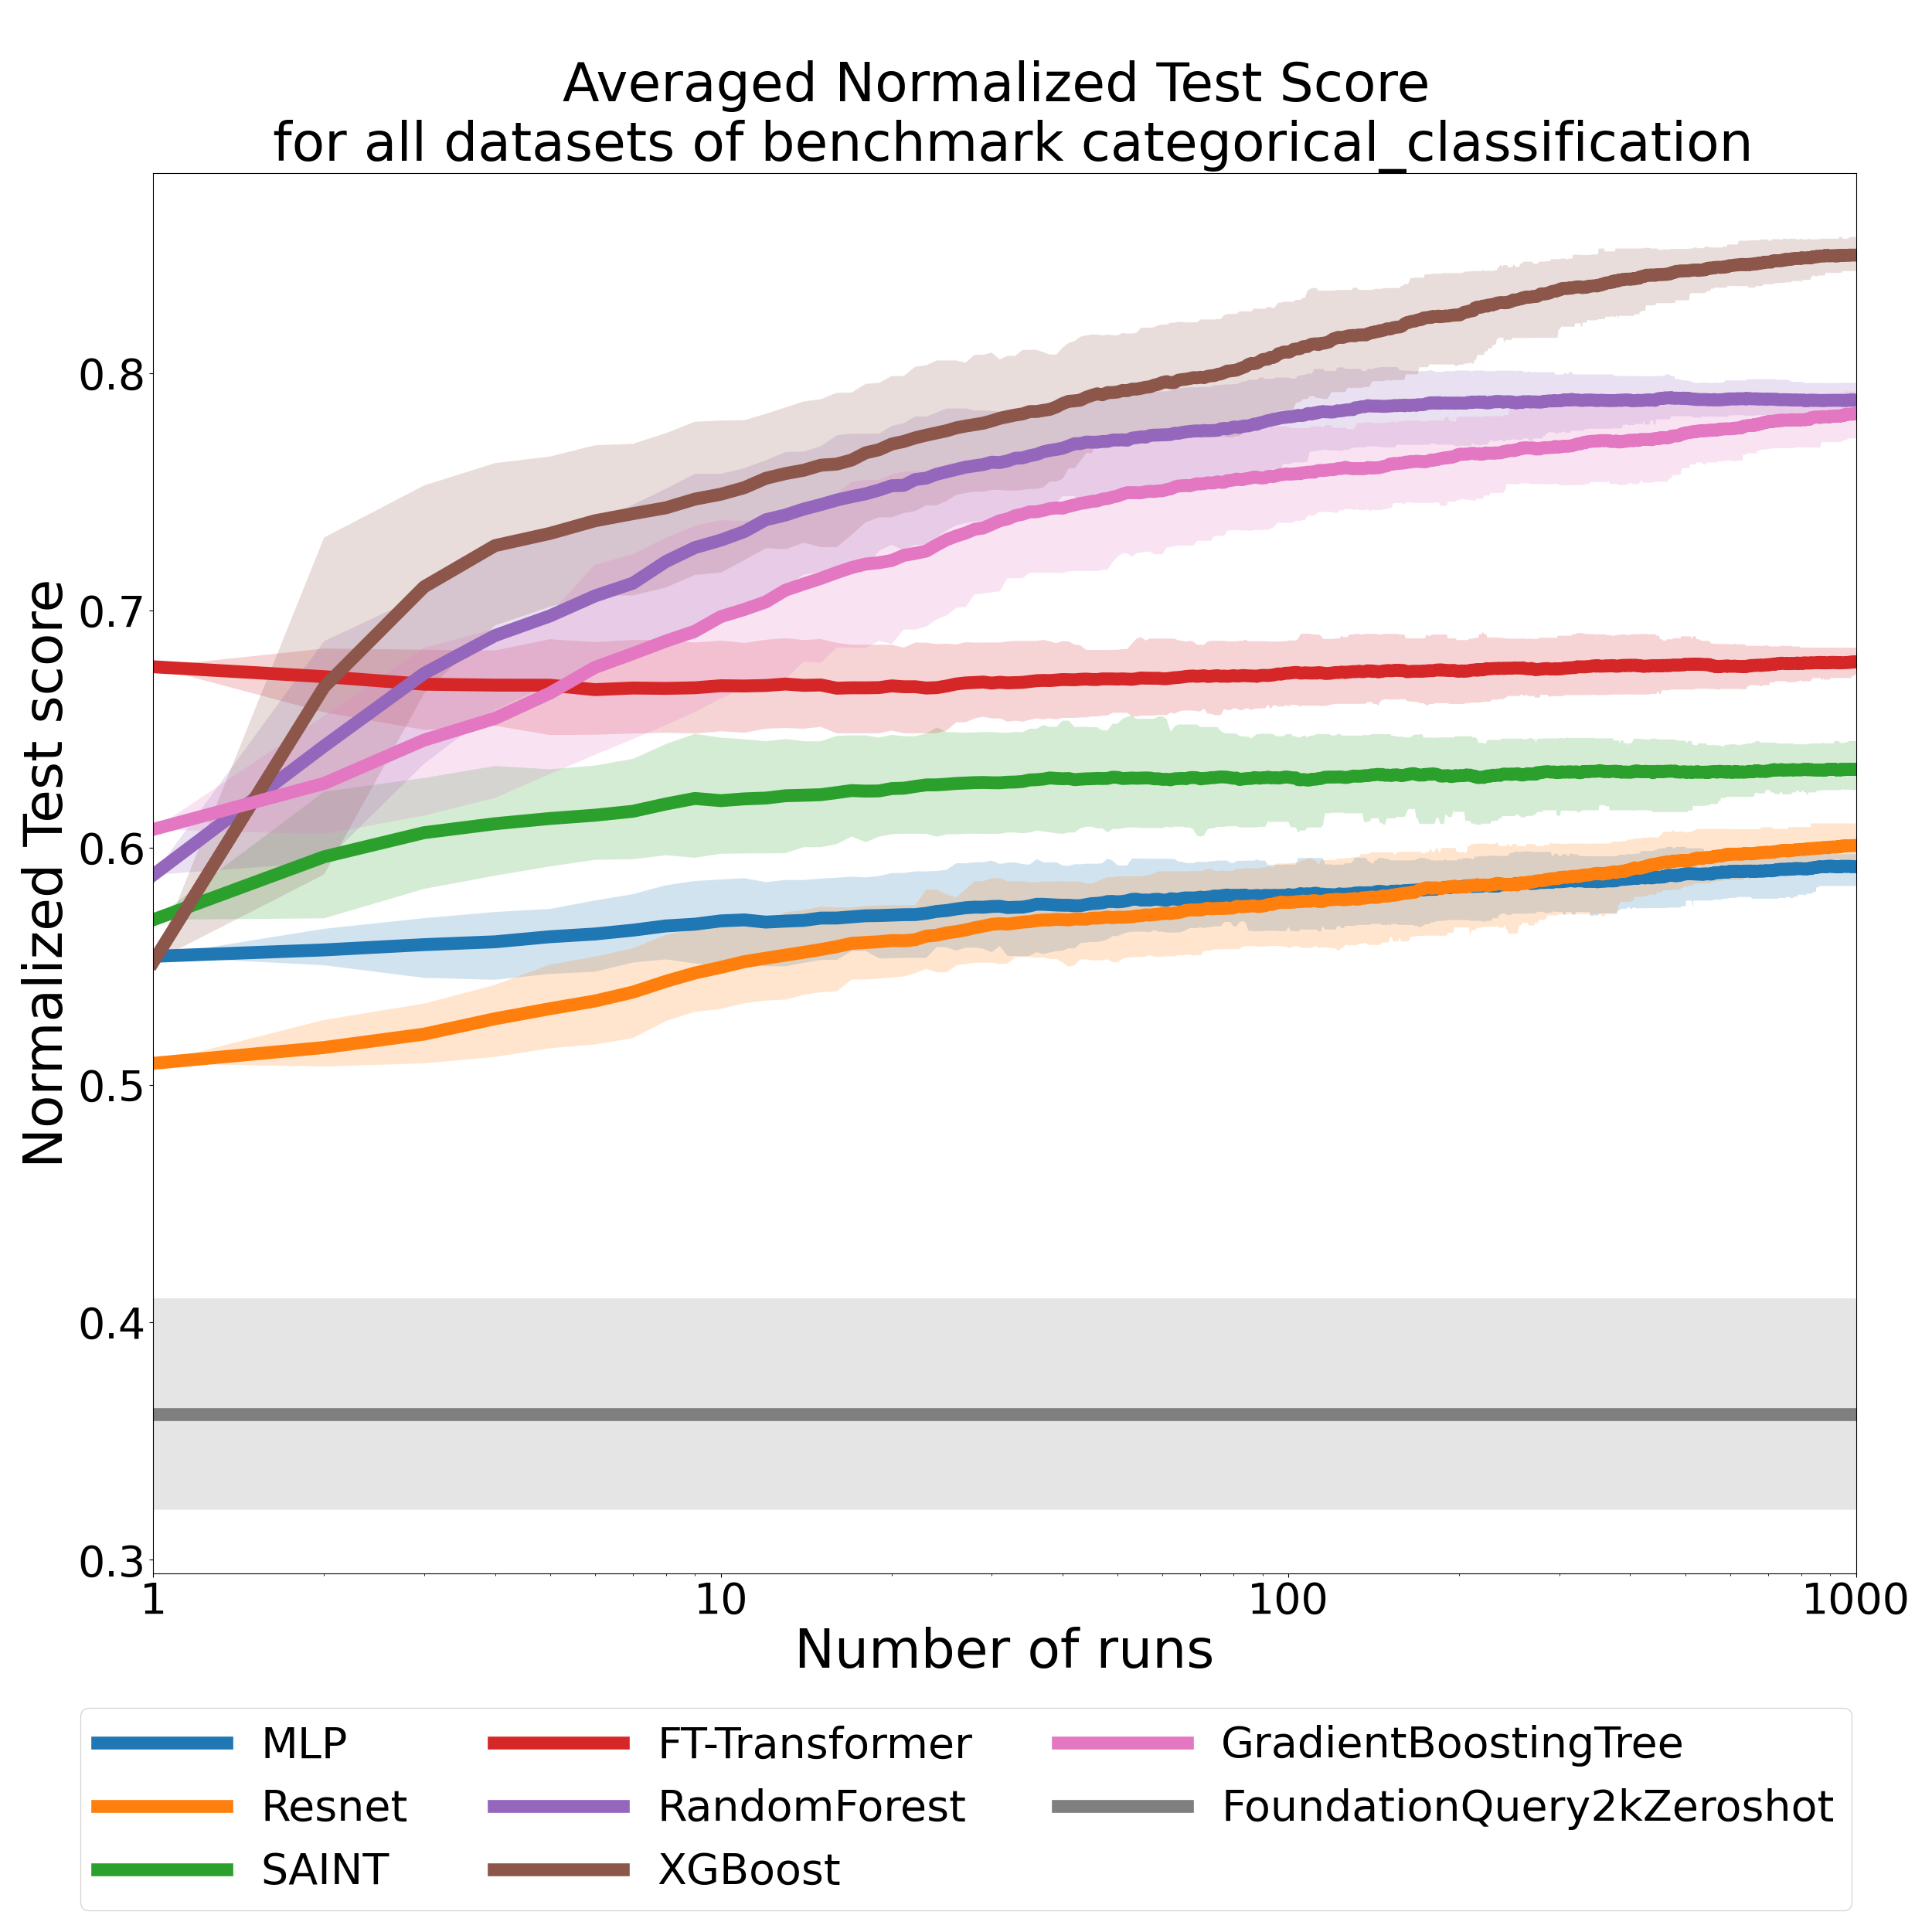 Averaged Normalized Test Score
for all datasets of benchmark categorical_classification
Normalized Test score
0.8
0.7
0.6
0.5
0.4
0.3
1 10 100 1000
Number of runs
MLP FT-Transformer GradientBoostingTree
Resnet RandomForest FoundationQuery2kZeroshot
SAINT XGBoost